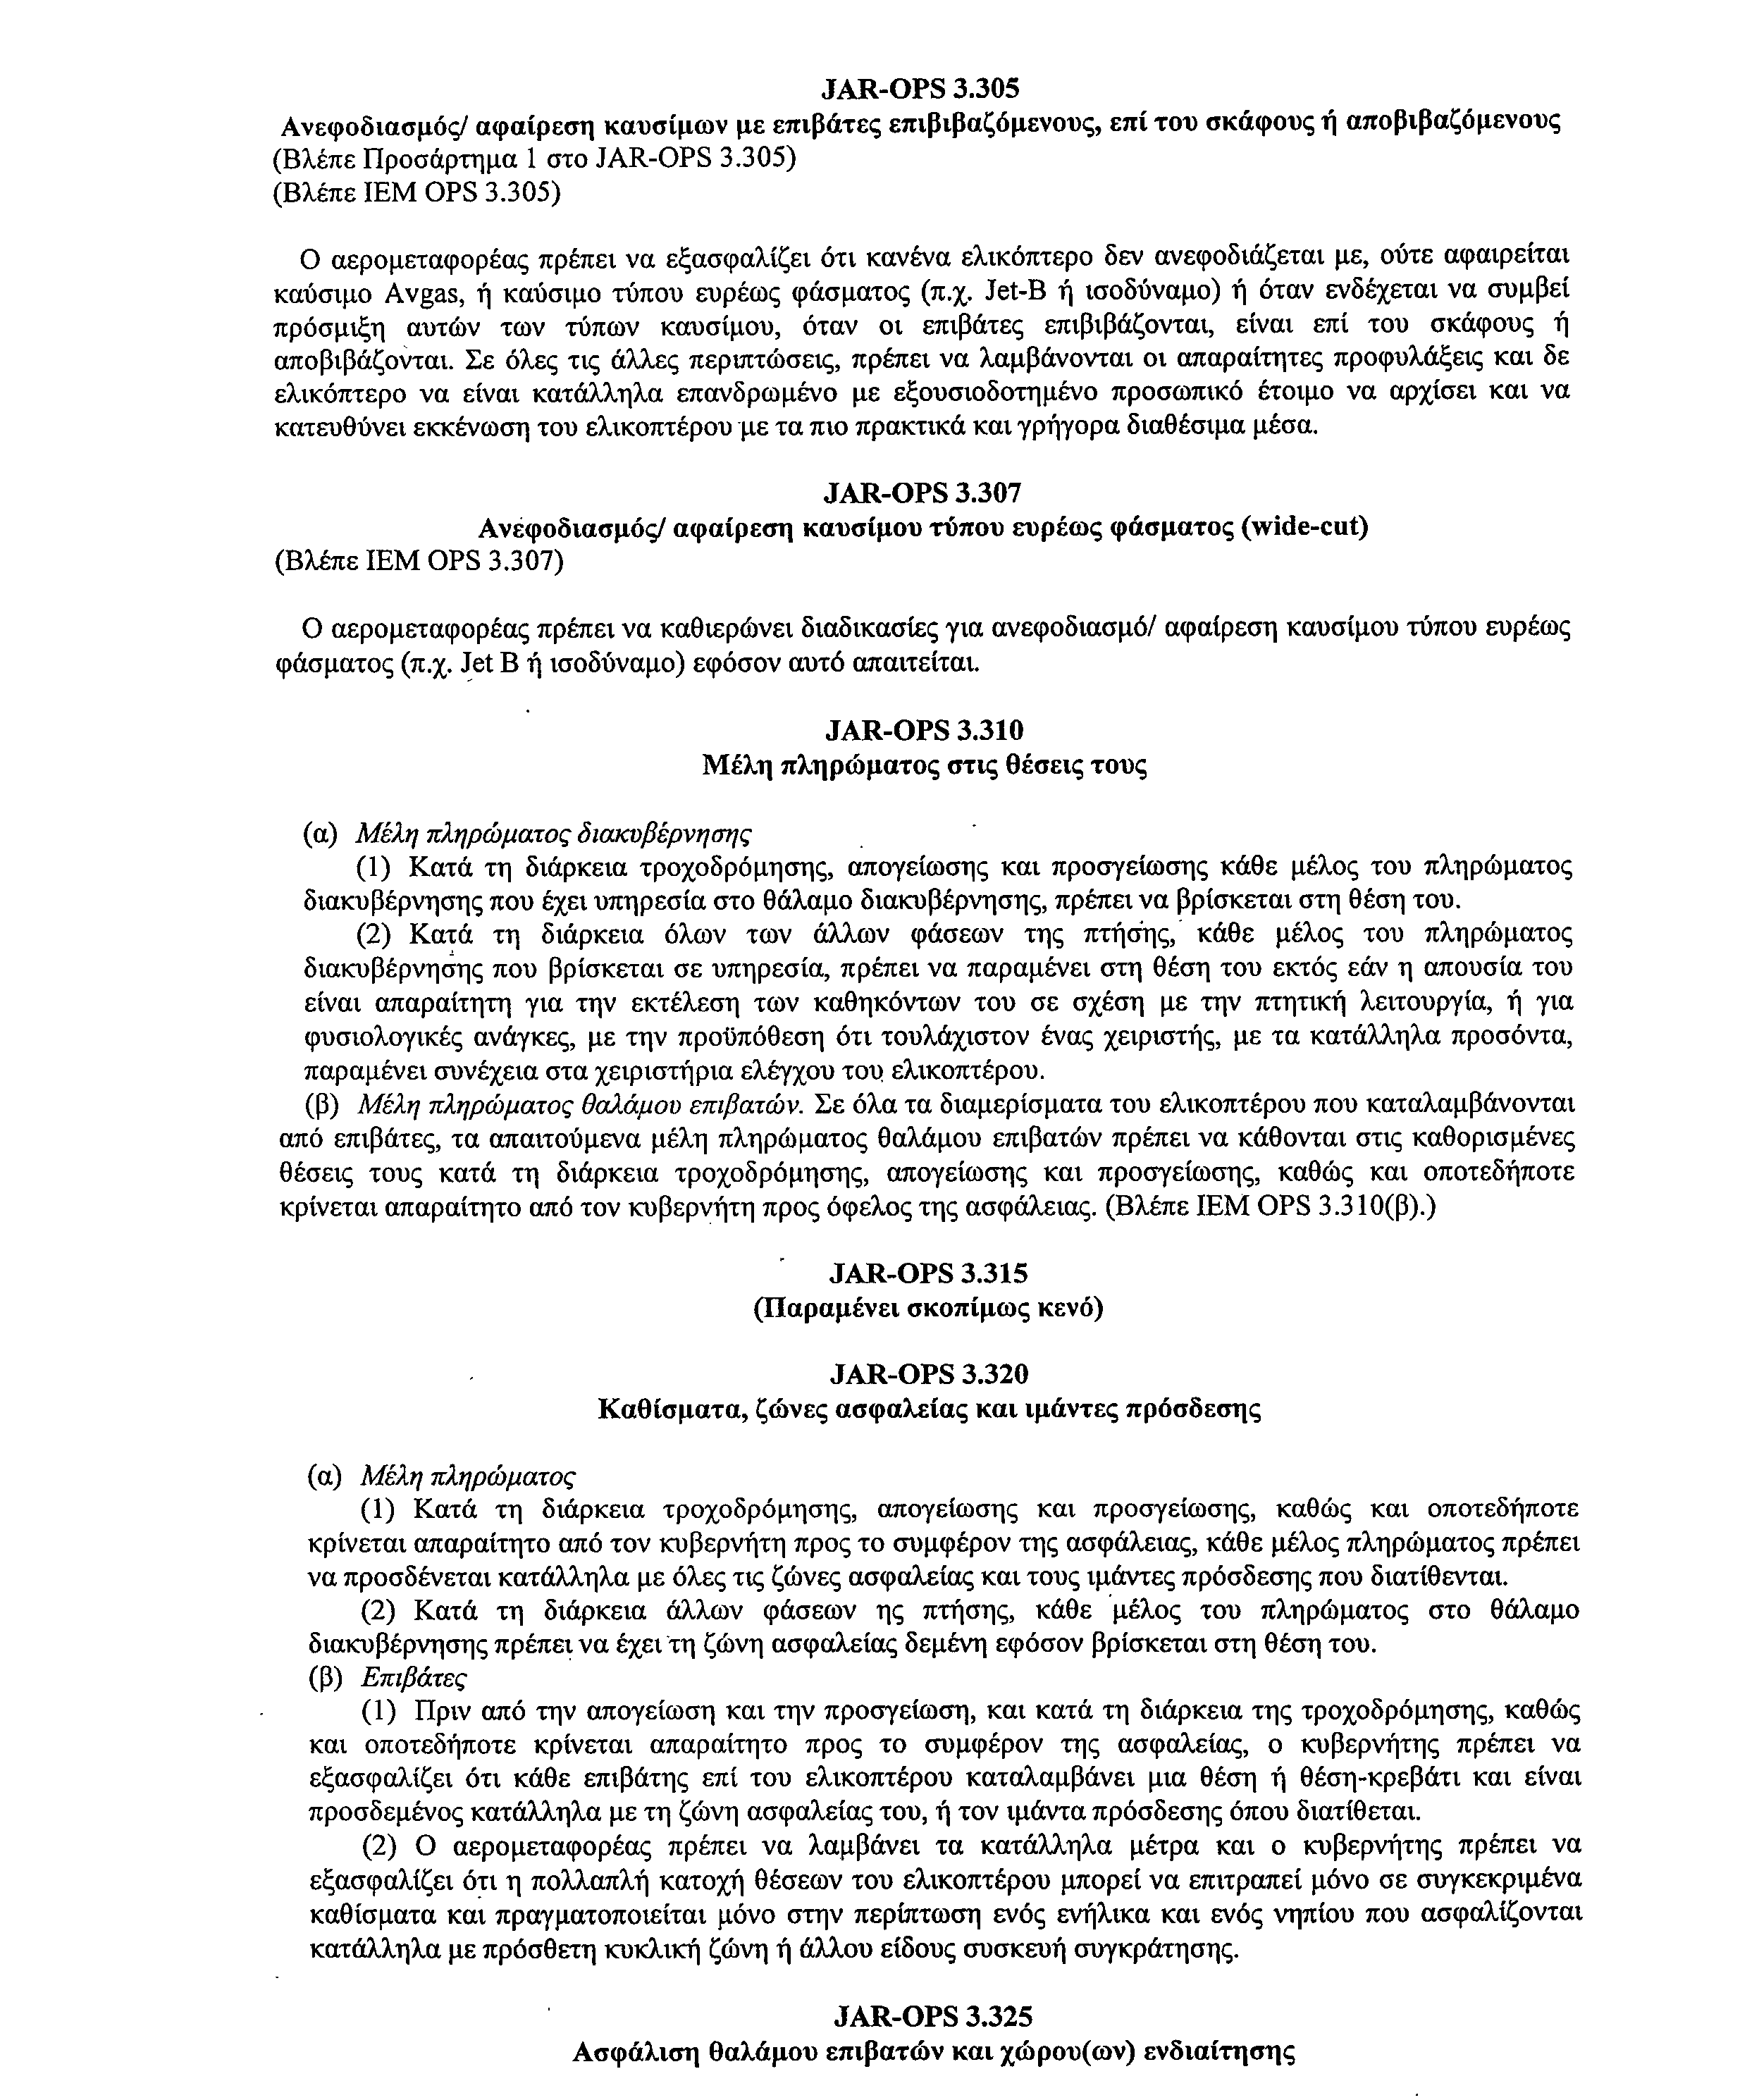 JAR-OPS 3.305
Ανεφοδιασμός/ αφαίρεση καυσίμων με επιβάτες επιβιβαζόμενους, επί του σκάφους ή αποβιβαζόμενους
(Βλέπε Προσάρτημα 1 στο JAR-OPS 3.305)
(Βλέπε IEM OPS 3.305)
Ο αερομεταφορέας πρέπει να εξασφαλίζει ότι κανένα ελικόπτερο δεν ανεφοδιάζεται με, ούτε αφαιρείται
καύσιμο Avgas, ή καύσιμο τύπου ευρέως φάσματος (π.χ. Jet-B ή ισοδύναμο) ή όταν ενδέχεται να συμβεί
πρόσμιξη αυτών των τύπων καυσίμου, όταν οι επιβάτες επιβιβάζονται, είναι επί του σκάφους ή
αποβιβάζονται. Σε όλες τις άλλες περιπτώσεις, πρέπει να λαμβάνονται οι απαραίτητες προφυλάξεις και δε
ελικόπτερο να είναι κατάλληλα επανδρωμένο με εξουσιοδοτημένο προσωπικό έτοιμο να αρχίσει και να
κατευθύνει εκκένωση του ελικοπτέρου με τα πιο πρακτικά και γρήγορα διαθέσιμα μέσα.
JAR-OPS 3.307
Ανεφοδιασμός/ αφαίρεση καυσίμου τύπου ευρέως φάσματος (wide-cut)
(Βλέπε IEM OPS 3.307)
Ο αερομεταφορέας πρέπει να καθιερώνει διαδικασίες για ανεφοδιασμό/ αφαίρεση καυσίμου τύπου ευρέως
φάσματος (π.χ. Jet B ή ισοδύναμο) εφόσον αυτό απαιτείται.
JAR-OPS 3.310
Μέλη πληρώματος στις θέσεις τους
(α) Μέλη πληρώματος διακυβέρνησης
(1) Κατά τη διάρκεια τροχοδρόμησης, απογείωσης και προσγείωσης κάθε μέλος του πληρώματος
διακυβέρνησης που έχει υπηρεσία στο θάλαμο διακυβέρνησης, πρέπει να βρίσκεται στη θέση του.
(2) Κατά τη διάρκεια όλων των άλλων φάσεων της πτήσης, κάθε μέλος του πληρώματος
διακυβέρνησης που βρίσκεται σε υπηρεσία, πρέπει να παραμένει στη θέση του εκτός εάν η απουσία του
είναι απαραίτητη για την εκτέλεση των καθηκόντων του σε σχέση με την πτητική λειτουργία, ή για
φυσιολογικές ανάγκες, με την προϋπόθεση ότι τουλάχιστον ένας χειριστής, με τα κατάλληλα προσόντα,
παραμένει συνέχεια στα χειριστήρια ελέγχου του ελικοπτέρου.
(β) Μέλη πληρώματος θαλάμου επιβατών. Σε όλα τα διαμερίσματα του ελικοπτέρου που καταλαμβάνονται
από επιβάτες, τα απαιτούμενα μέλη πληρώματος θαλάμου επιβατών πρέπει να κάθονται στις καθορισμένες
θέσεις τους κατά τη διάρκεια τροχοδρόμησης, απογείωσης και προσγείωσης, καθώς και οποτεδήποτε
κρίνεται απαραίτητο από τον κυβερνήτη προς όφελος της ασφάλειας. (Βλέπε IEM OPS 3.310(β).)
JAR-OPS 3.315
(Παραμένει σκοπίμως κενό)
JAR-OPS 3.320
Καθίσματα, ζώνες ασφαλείας και ιμάντες πρόσδεσης
(α) Μέλη πληρώματος
(1) Κατά τη διάρκεια τροχοδρόμησης, απογείωσης και προσγείωσης, καθώς και οποτεδήποτε
κρίνεται απαραίτητο από τον κυβερνήτη προς το συμφέρον της ασφάλειας, κάθε μέλος πληρώματος πρέπει
να προσδένεται κατάλληλα με όλες τις ζώνες ασφαλείας και τους ιμάντες πρόσδεσης που διατίθενται.
(2) Κατά τη διάρκεια άλλων φάσεων ης πτήσης, κάθε μέλος του πληρώματος στο θάλαμο
διακυβέρνησης πρέπει να έχει τη ζώνη ασφαλείας δεμένη εφόσον βρίσκεται στη θέση του.
(β) Επιβάτες
(1) Πριν από την απογείωση και την προσγείωση, και κατά τη διάρκεια της τροχοδρόμησης, καθώς
και οποτεδήποτε κρίνεται απαραίτητο προς το συμφέρον της ασφαλείας, ο κυβερνήτης πρέπει να
εξασφαλίζει ότι κάθε επιβάτης επί του ελικοπτέρου καταλαμβάνει μια θέση ή θέση-κρεβάτι και είναι
προσδεμένος κατάλληλα με τη ζώνη ασφαλείας του, ή τον ιμάντα πρόσδεσης όπου διατίθεται.
(2) Ο αερομεταφορέας πρέπει να λαμβάνει τα κατάλληλα μέτρα και ο κυβερνήτης πρέπει να
εξασφαλίζει ότι η πολλαπλή κατοχή θέσεων του ελικοπτέρου μπορεί να επιτραπεί μόνο σε συγκεκριμένα
καθίσματα και πραγματοποιείται μόνο στην περίπτωση ενός ενήλικα και ενός νηπίου που ασφαλίζονται
κατάλληλα με πρόσθετη κυκλική ζώνη ή άλλου είδους συσκευή συγκράτησης.
JAR-OPS 3.325
Ασφάλιση θαλάμου επιβατών και χώρου(ων) ενδιαίτησης